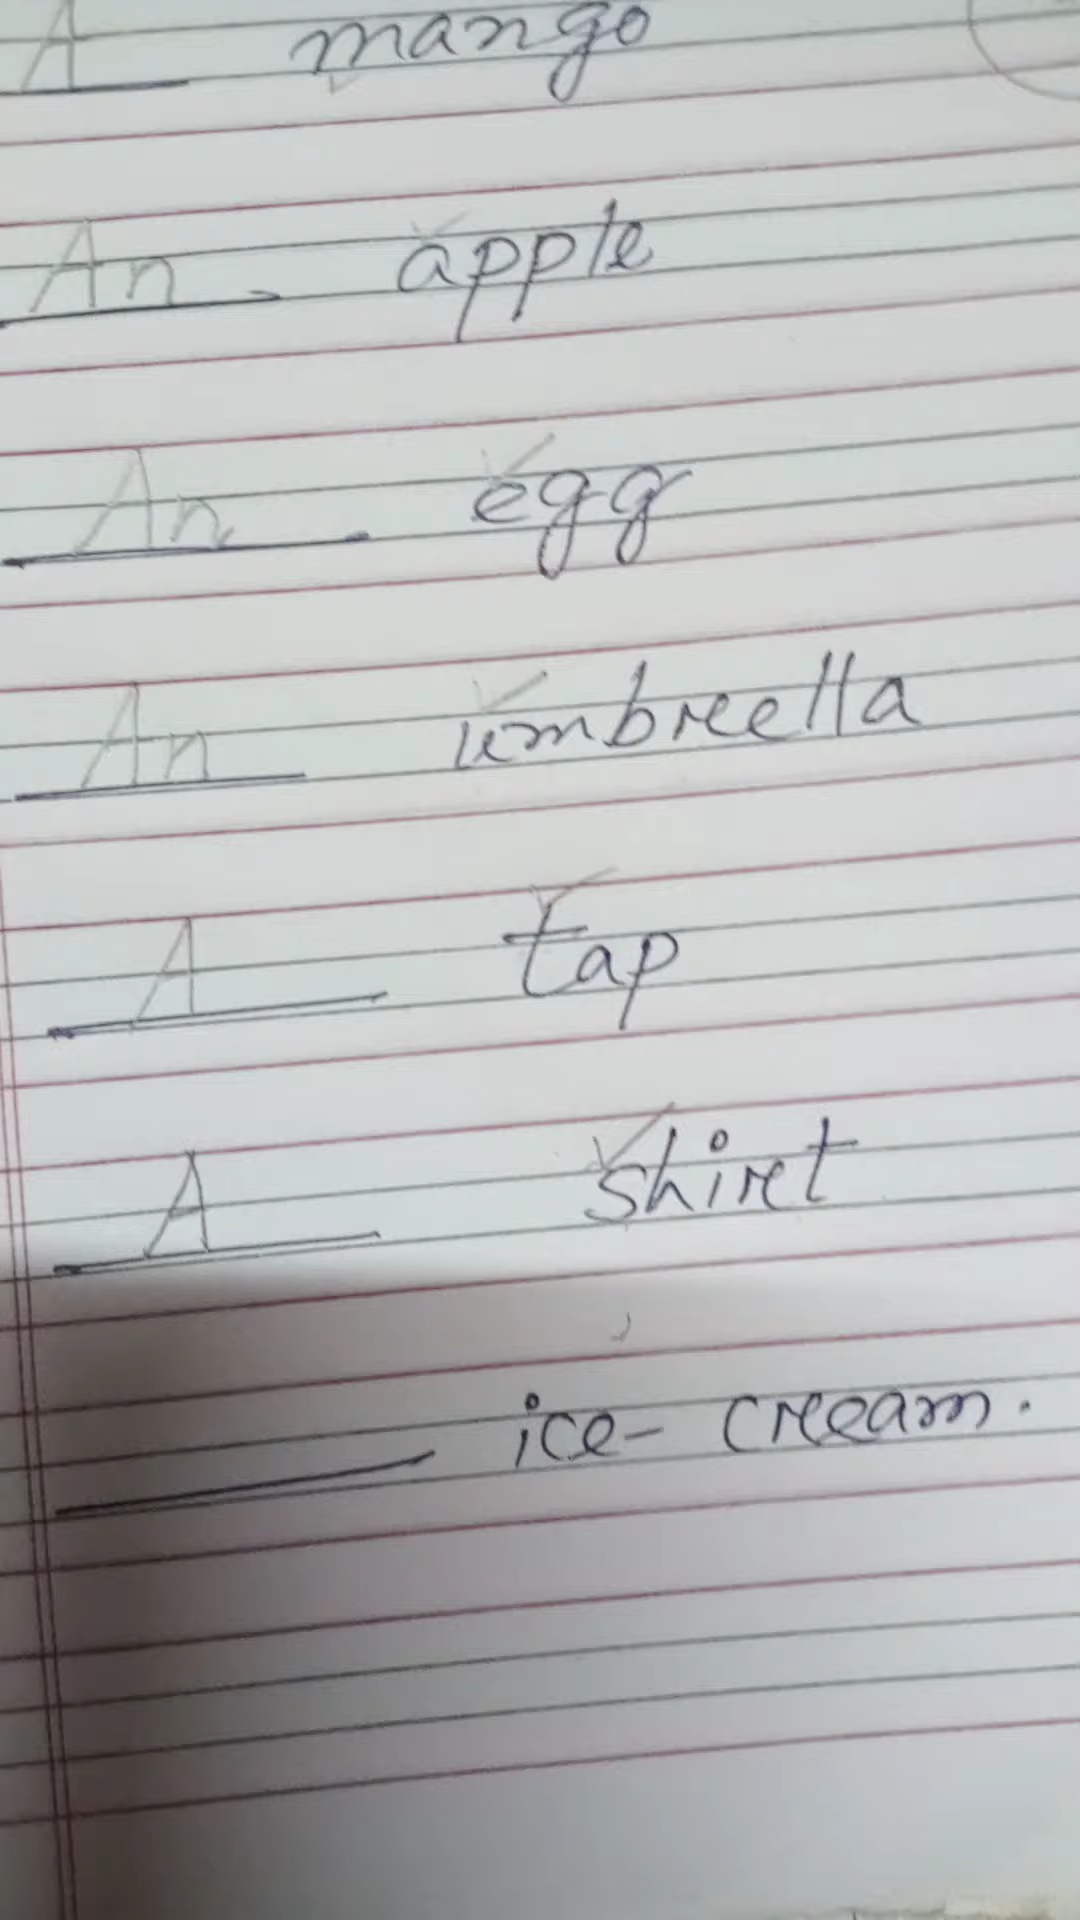 A mango
An apple
An egg
An umbrella
A tap
A shirt
ice-cream.